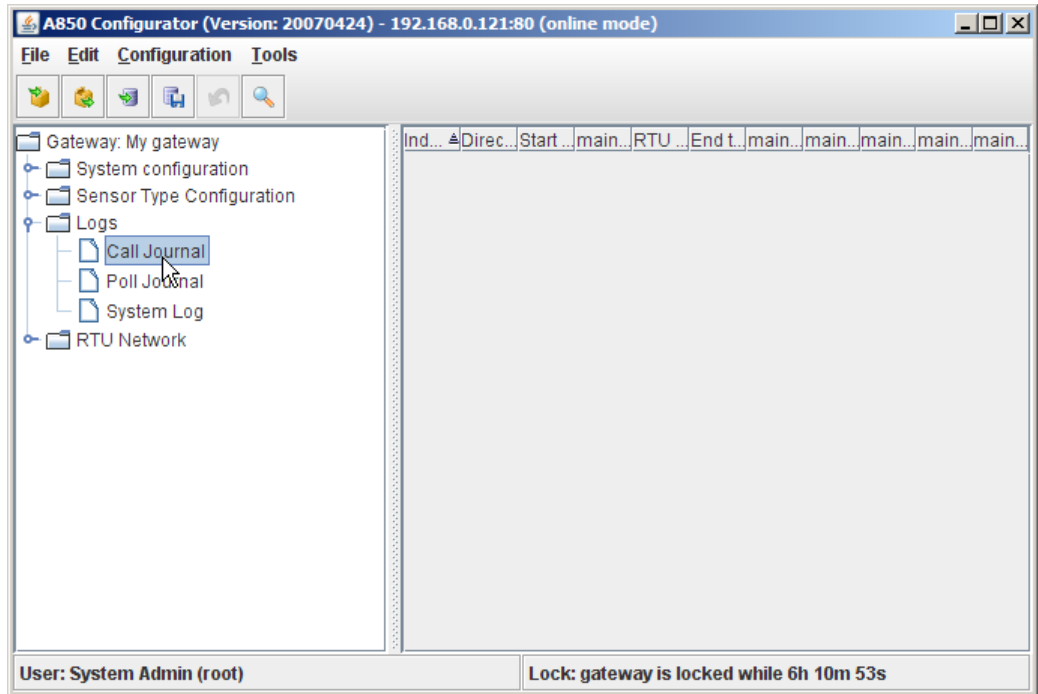 A850 Configurator (Version: 20070424) - 192.168.0.121:80 (online mode)
File Edit Configuration Tools
Gateway: My gateway
System configuration
Sensor Type Configuration
Logs
Call Journal
Poll Journal
System Log
RTU Network
Ind... Direc... Start ... main... RTU ... End t... main... main... main... main... main...
User: System Admin (root)
Lock: gateway is locked while 6h 10m 53s